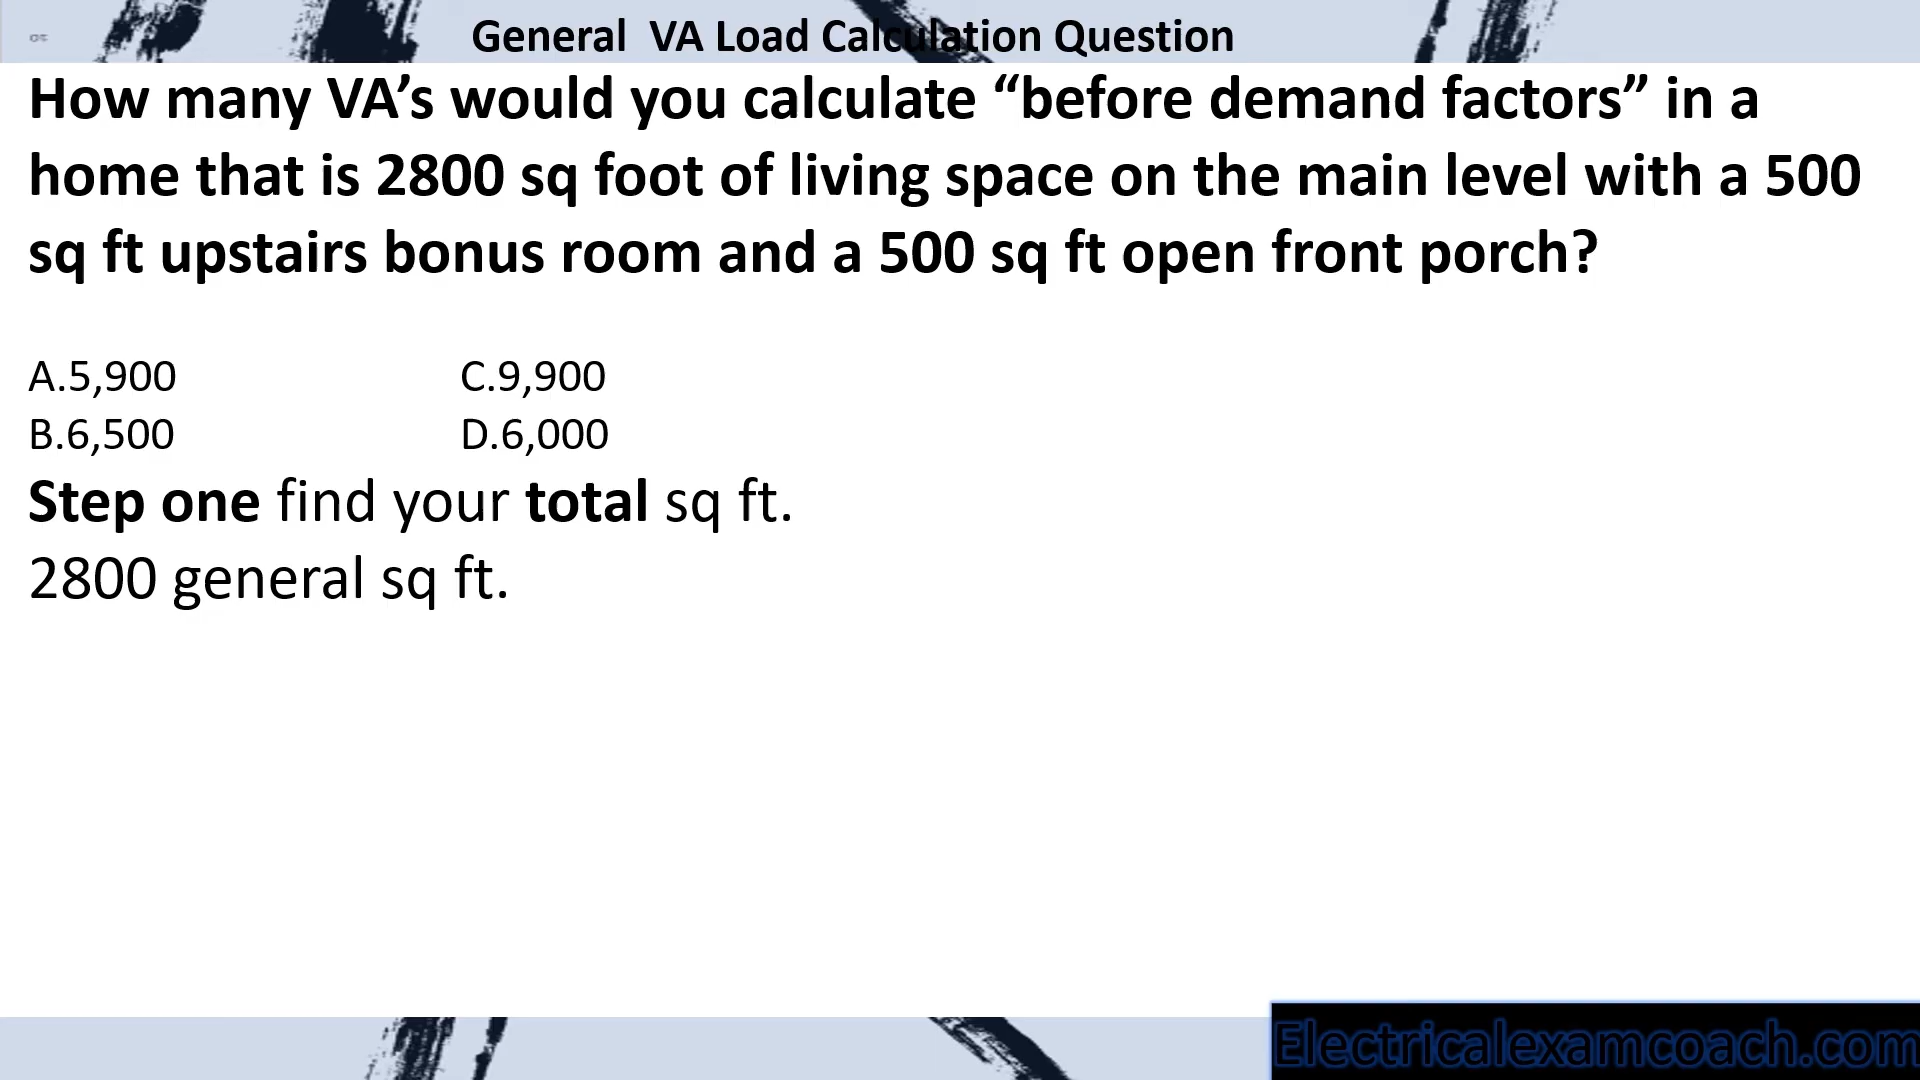 General  VA Load Calculation Question
How many VA’s would you calculate “before demand factors” in a
home that is 2800 sq foot of living space on the main level with a 500
sq ft upstairs bonus room and a 500 sq ft open front porch?
A.5,900 C.9,900
B.6,500 D.6,000
Step one find your total sq ft.
2800 general sq ft.
Electricalexamcoach.com